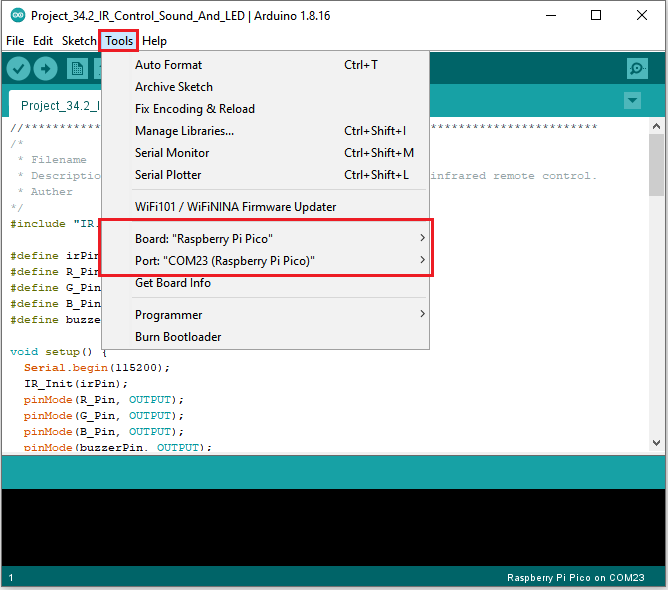 Project_34.2_IR_Control_Sound_And_LED | Arduino 1.8.16
File Edit Sketch Tools Help
Auto Format Ctrl+T
Archive Sketch
Fix Encoding & Reload
Manage Libraries... Ctrl+Shift+I
Serial Monitor Ctrl+Shift+M
Serial Plotter Ctrl+Shift+L
WiFi101 / WiFiNINA Firmware Updater
Board: "Raspberry Pi Pico"
Port: "COM23 (Raspberry Pi Pico)"
Get Board Info
Programmer
Burn Bootloader
Project_34.2_I
/*
* Filename
* Descriptio infrared remote control.
* Auther
*/
#include "IR.
#define irPin
#define R_Pin
#define G_Pin
#define B_Pin
#define buzze
void setup() {
Serial.begin(115200);
IR_Init(irPin);
pinMode(R_Pin, OUTPUT);
pinMode(G_Pin, OUTPUT);
pinMode(B_Pin, OUTPUT);
pinMode(buzzerPin, OUTPUT);
1 Raspberry Pi Pico on COM23